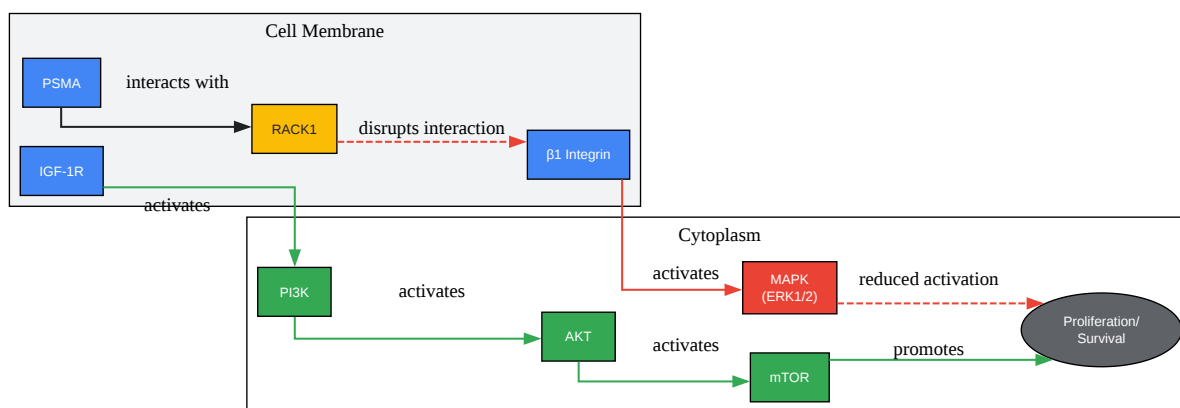 Cell Membrane
PSMA
interacts with
RACK1
disrupts interaction
β1 Integrin
IGF-1R
activates
Cytoplasm
PI3K
activates
activates
MAPK
(ERK1/2)
reduced activation
AKT
activates
mTOR
promotes
Proliferation/
Survival